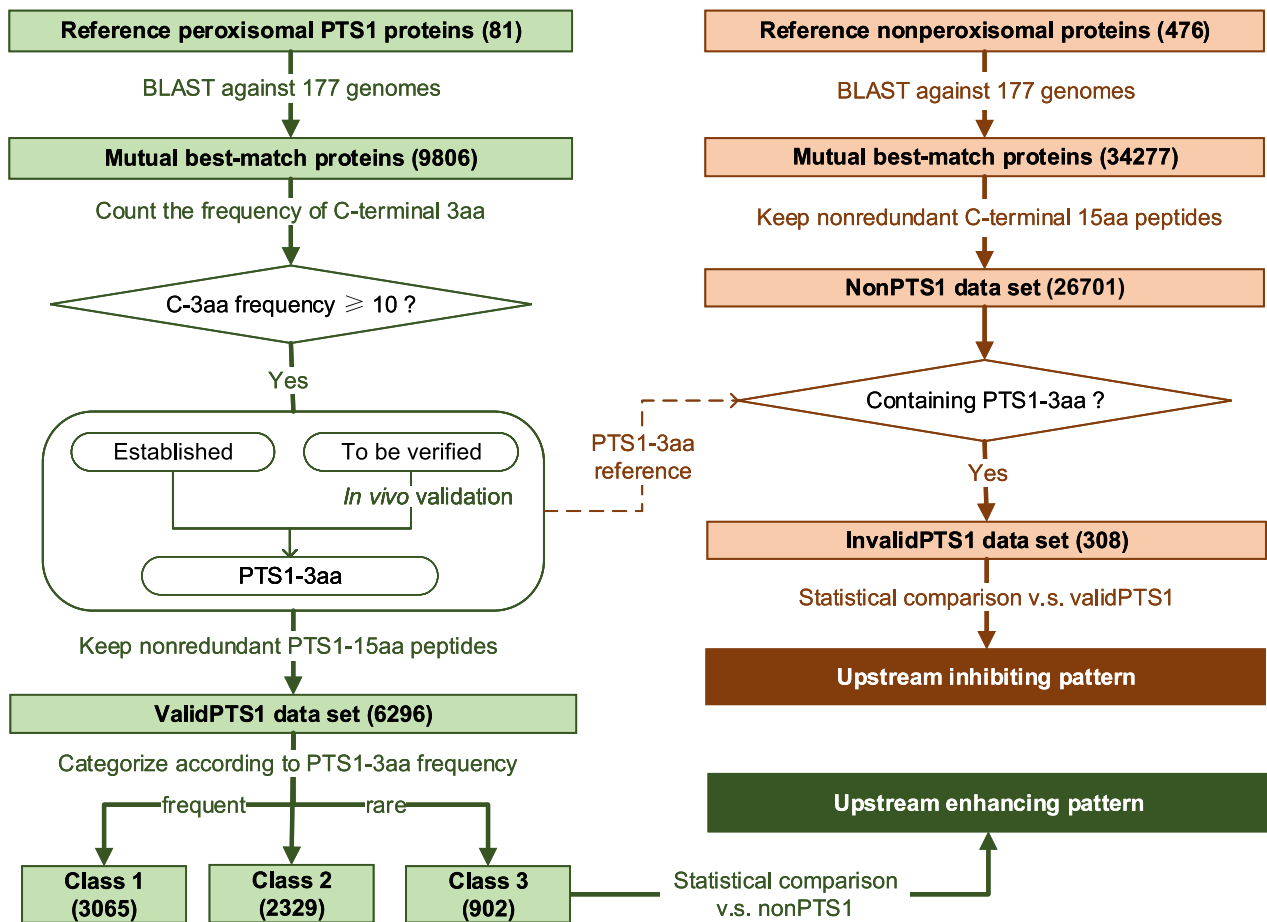 Reference peroxisomal PTS1 proteins (81)
BLAST against 177 genomes
Mutual best-match proteins (9806)
Count the frequency of C-terminal 3aa
C-3aa frequency ⩾ 10 ?
Yes
Established
To be verified
In vivo validation
PTS1-3aa
Keep nonredundant PTS1-15aa peptides
ValidPTS1 data set (6296)
Categorize according to PTS1-3aa frequency
frequent
rare
Class 1
(3065)
Class 2
(2329)
Class 3
(902)
Reference nonperoxisomal proteins (476)
BLAST against 177 genomes
Mutual best-match proteins (34277)
Keep nonredundant C-terminal 15aa peptides
NonPTS1 data set (26701)
Containing PTS1-3aa ?
PTS1-3aa
reference
Yes
InvalidPTS1 data set (308)
Statistical comparison v.s. validPTS1
Upstream inhibiting pattern
Upstream enhancing pattern
Statistical comparison
v.s. nonPTS1